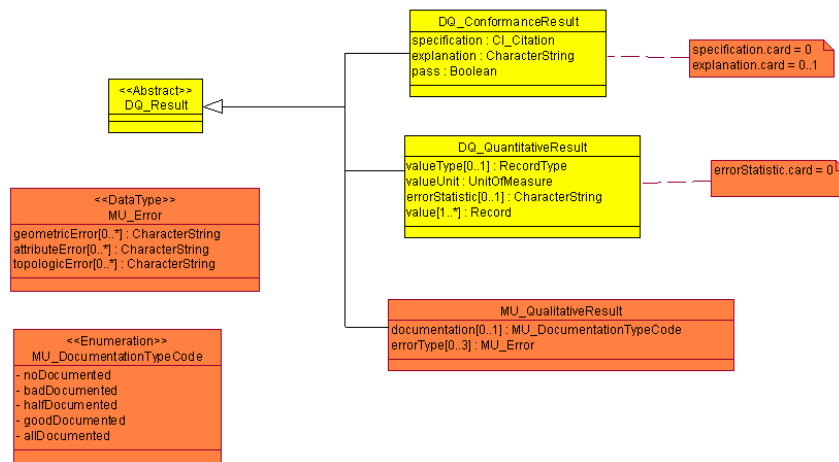 DQ_ConformanceResult
specification : CI_Citation
explanation : CharacterString
pass : Boolean
specification.card = 0
explanation.card = 0..1
<<Abstract>>
DQ_Result
DQ_QuantitativeResult
valueType[0..1] : RecordType
valueUnit : UnitOfMeasure
errorStatistic[0..1] : CharacterString
value[1..*] : Record
errorStatistic.card = 0
<<DataType>>
MU_Error
geometricError[0..*] : CharacterString
attributeError[0..*] : CharacterString
topologicError[0..*] : CharacterString
MU_QualitativeResult
documentation[0..1] : MU_DocumentationTypeCode
errorType[0..3] : MU_Error
<<Enumeration>>
MU_DocumentationTypeCode
- noDocumented
- badDocumented
- halfDocumented
- goodDocumented
- allDocumented